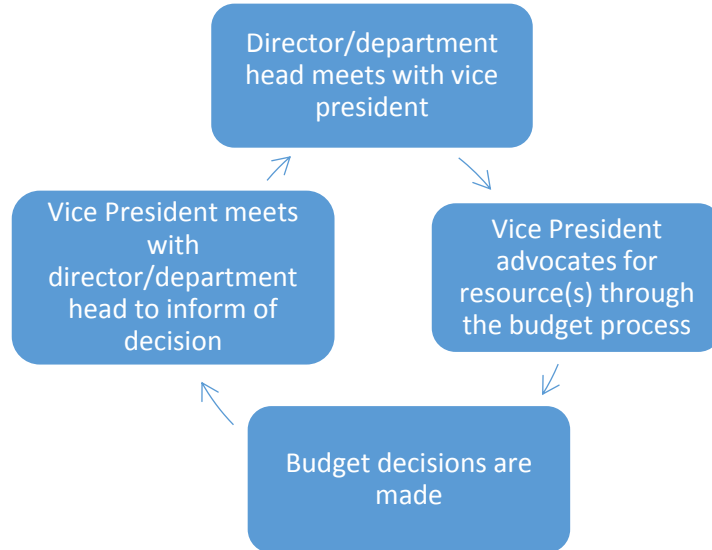 Director/department
head meets with vice
president
Vice President
advocates for
resource(s) through
the budget process
Budget decisions are
made
Vice President meets
with
director/department
head to inform of
decision